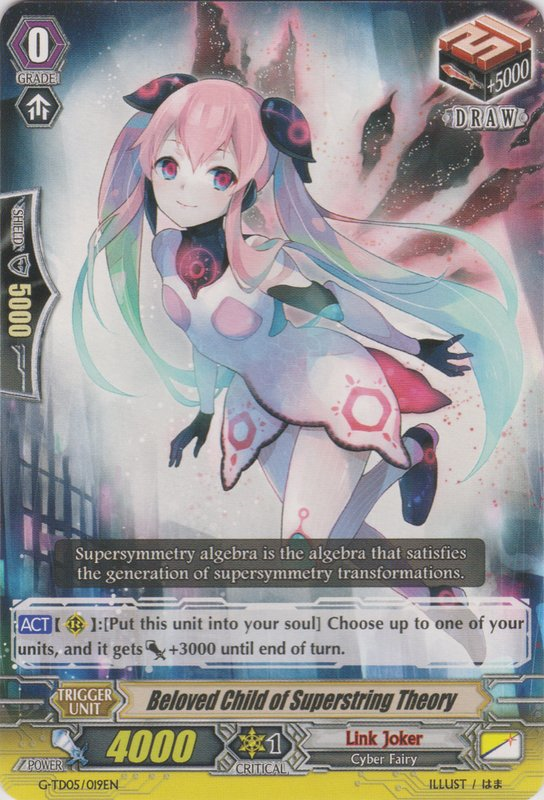 0
GRADE
+5000
DRAW
SHIELD
5000
Supersymmetry algebra is the algebra that satisfies
the generation of supersymmetry transformations.
ACT【 】:[Put this unit into your soul] Choose up to one of your
units, and it gets +3000 until end of turn.
TRIGGER
UNIT
Beloved Child of Superstring Theory
POWER
4000
1
CRITICAL
Link Joker
Cyber Fairy
G-TD05/019EN
ILLUST / はま